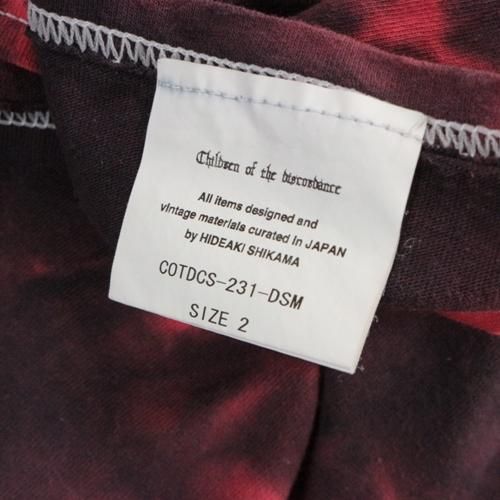 Children of the discordance
All items designed and
vintage materials curated in JAPAN
by HIDEAKI SHIKAMA
COTDCS-231-DSM
SIZE 2